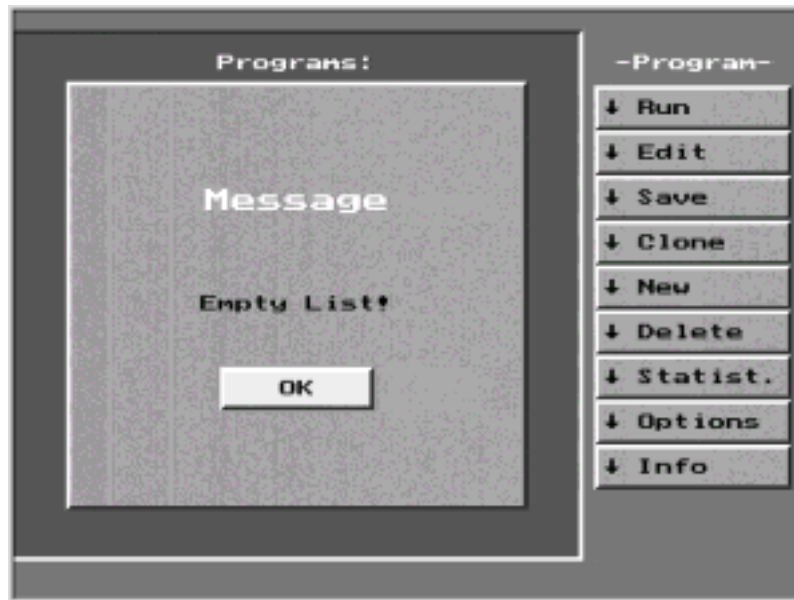 Programs:
Message
Empty List!
OK
-Program-
↓ Run
↓ Edit
↓ Save
↓ Clone
↓ New
↓ Delete
↓ Statist.
↓ Options
↓ Info